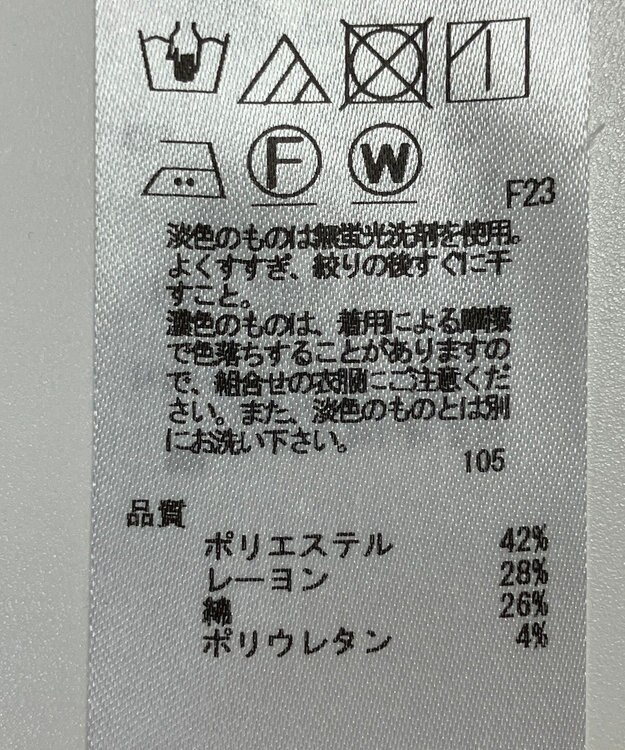 F
W
F23
淡色のものは無蛍光洗剤を使用。
よくすすぎ、絞りの後すぐに干
すこと。
濃色のものは、着用による摩擦
で色落ちすることがありますの
で、組合せの衣服にご注意くだ
さい。また、淡色のものとは別
にお洗い下さい。
105
品質
ポリエステル 42%
レーヨン 28%
綿 26%
ポリウレタン 4%